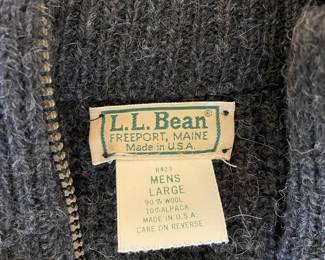 L.L. Bean®
FREEPORT, MAINE
Made in U.S.A.
MENS
LARGE
90% WOOL
10% ALPACA
MADE IN U.S.A.
CARE ON REVERSE